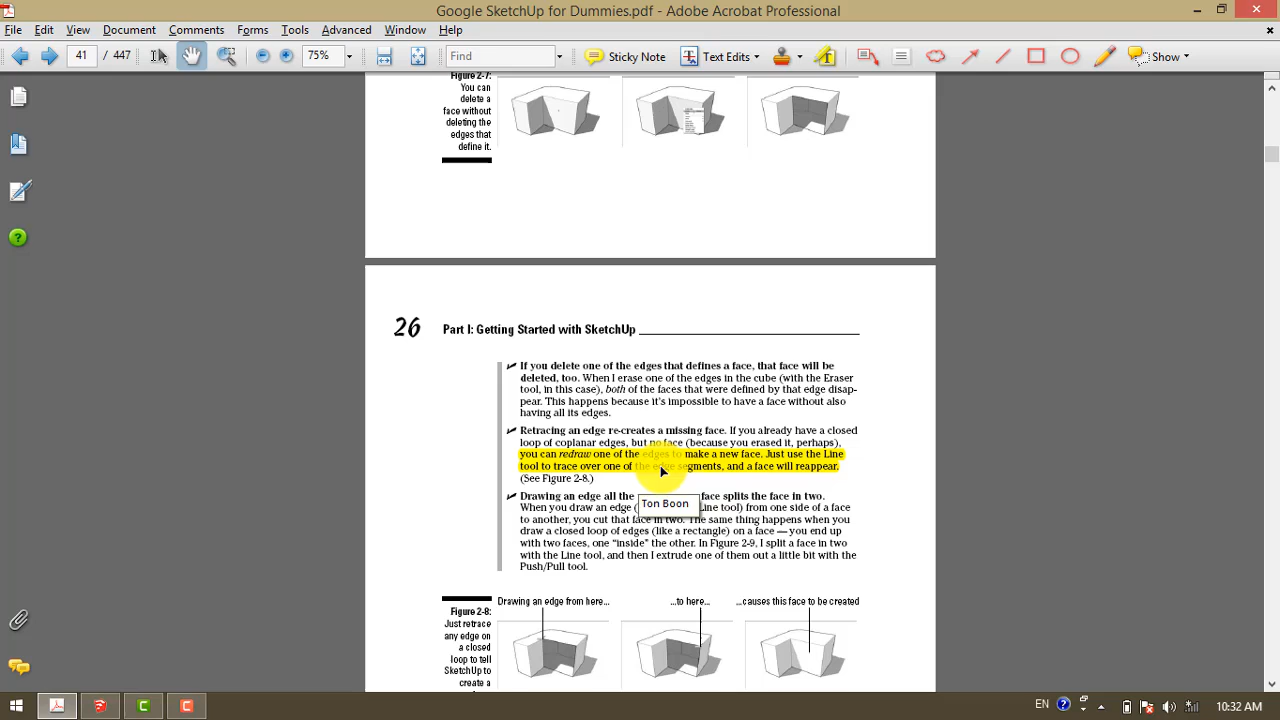 Google SketchUp for Dummies.pdf - Adobe Acrobat Professional
File Edit View Document Comments Forms Tools Advanced Window Help
41 / 447 75% Find Sticky Note Text Edits Show
Figure 2-7:
You can
delete a
face without
deleting the
edges that
define it.
26 Part I: Getting Started with SketchUp
If you delete one of the edges that defines a face, that face will be
deleted, too. When I erase one of the edges in the cube (with the Eraser
tool, in this case), both of the faces that were defined by that edge disap-
pear. This happens because it's impossible to have a face without also
having all its edges.
Retracing an edge re-creates a missing face. If you already have a closed
loop of coplanar edges, but no face (because you erased it, perhaps),
you can redraw one of the edges to make a new face. Just use the Line
tool to trace over one of the edge segments, and a face will reappear.
(See Figure 2-8.)
Drawing an edge all the face splits the face in two.
When you draw an edge ( Line tool) from one side of a face
Ton Boon
to another, you cut that face in two. The same thing happens when you
draw a closed loop of edges (like a rectangle) on a face — you end up
with two faces, one “inside” the other. In Figure 2-9, I split a face in two
with the Line tool, and then I extrude one of them out a little bit with the
Push/Pull tool.
Drawing an edge from here... ...to here... ...causes this face to be created
Figure 2-8:
Just retrace
any edge on
a closed
loop to tell
SketchUp to
create a
EN 10:32 AM